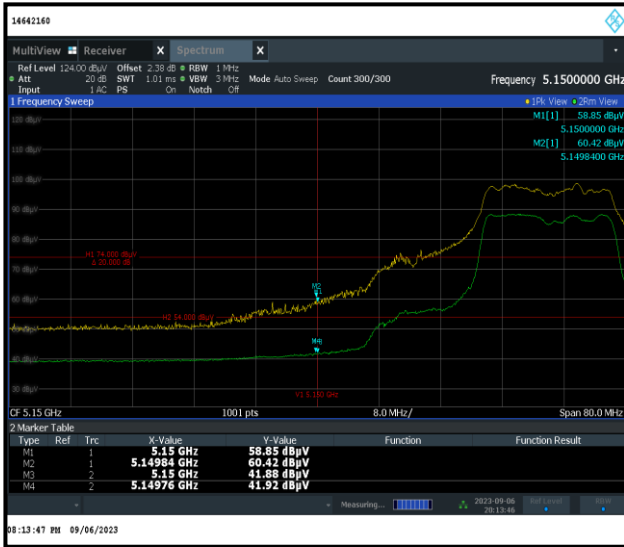 14642160
MultiView Receiver X Spectrum X
Ref Level 124.00 dBµV Offset 2.38 dB RBW 1 MHz
Att 20 dB SWT 1.01 ms VBW 3 MHz Mode Auto Sweep Count 300/300 Frequency 5.1500000 GHz
Input 1 AC PS On Notch Off
1 Frequency Sweep 1Pk View 2Rm View
M1[1] 58.85 dBµV
5.1500000 GHz
M2[1] 60.42 dBµV
5.1498400 GHz
120 dBµV
110 dBµV
100 dBµV
90 dBµV
80 dBµV
H1 74.000 dBµV
Δ 20.000 dB
70 dBµV
M2
60 dBµV
H2 54.000 dBµV
M4
40 dBµV
30 dBµV
V1 5.150 GHz
CF 5.15 GHz 1001 pts 8.0 MHz/ Span 80.0 MHz
2 Marker Table
Type Ref Trc X-Value Y-Value Function Function Result
M1 1 5.15 GHz 58.85 dBµV
M2 1 5.14984 GHz 60.42 dBµV
M3 2 5.15 GHz 41.88 dBµV
M4 2 5.14976 GHz 41.92 dBµV
Measuring... 2023-09-06 Ref Level RBW
20:13:46
08:13:47 PM 09/06/2023